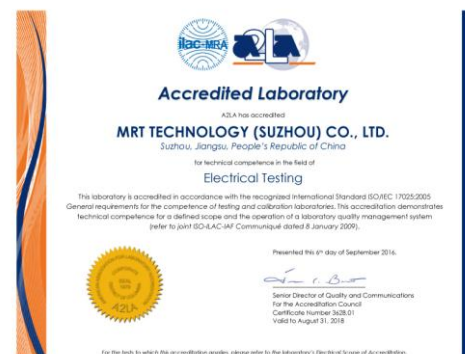 ilac-MRA
A2LA
Accredited Laboratory
A2LA has accredited
MRT TECHNOLOGY (SUZHOU) CO., LTD.
Suzhou, Jiangsu, People's Republic of China
for technical competence in the field of
Electrical Testing
This laboratory is accredited in accordance with the recognized International Standard ISO/IEC 17025:2005
General requirements for the competence of testing and calibration laboratories. This accreditation demonstrates
technical competence for a defined scope and the operation of a laboratory quality management system
(refer to joint ISO-ILAC-IAF Communiqué dated 8 January 2009).
Presented this 6th day of September 2016.
Senior Director of Quality and Communications
For the Accreditation Council
Certificate Number 3628.01
Valid to August 31, 2018
A2LA
For the tests to which this accreditation applies, please refer to the laboratory's Electrical Scope of Accreditation.